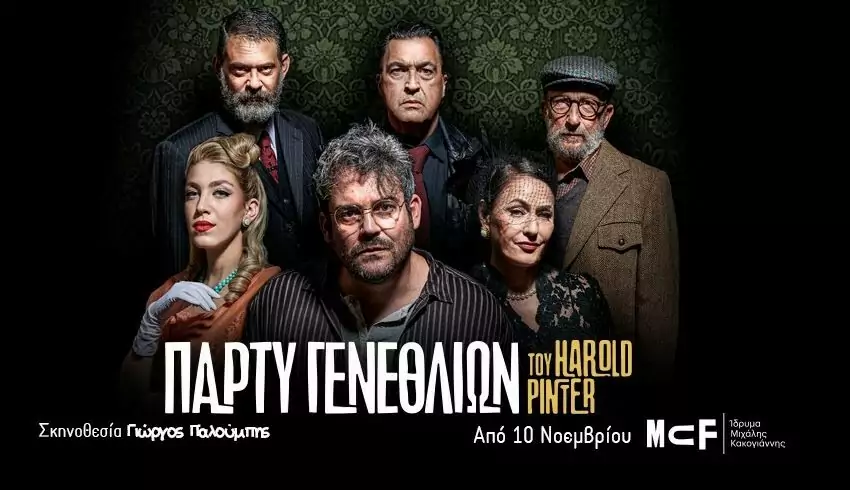 ΠΑΡΤΥ ΓΕΝΕΘΛΙΩΝ
ΤΟΥ HAROLD
PINTER
Σκηνοθεσία Γιώργος Παλούμπης
Από 10 Νοεμβρίου
MCF
Ίδρυμα
Μιχάλης
Κακογιάννης